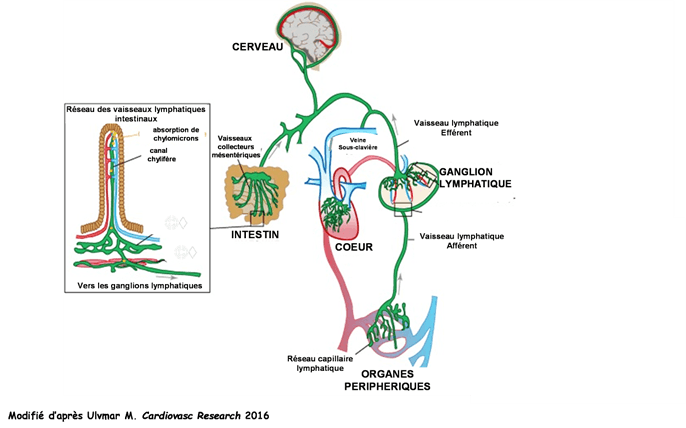 CERVEAU
Réseau des vaisseaux lymphatiques
intestinaux
absorption de
chylomicrons
canal
chylifére
Vers les ganglions lymphatiques
Vaisseaux
collecteurs
mésentériques
INTESTIN
Veine
Sous-clavière
COEUR
Vaisseau lymphatique
Efférent
GANGLION
LYMPHATIQUE
Vaisseau lymphatique
Afférent
Réseau capillaire
lymphatique
ORGANES
PERIPHERIQUES
Modifié d'après Ulvmar M. Cardiovasc Research 2016